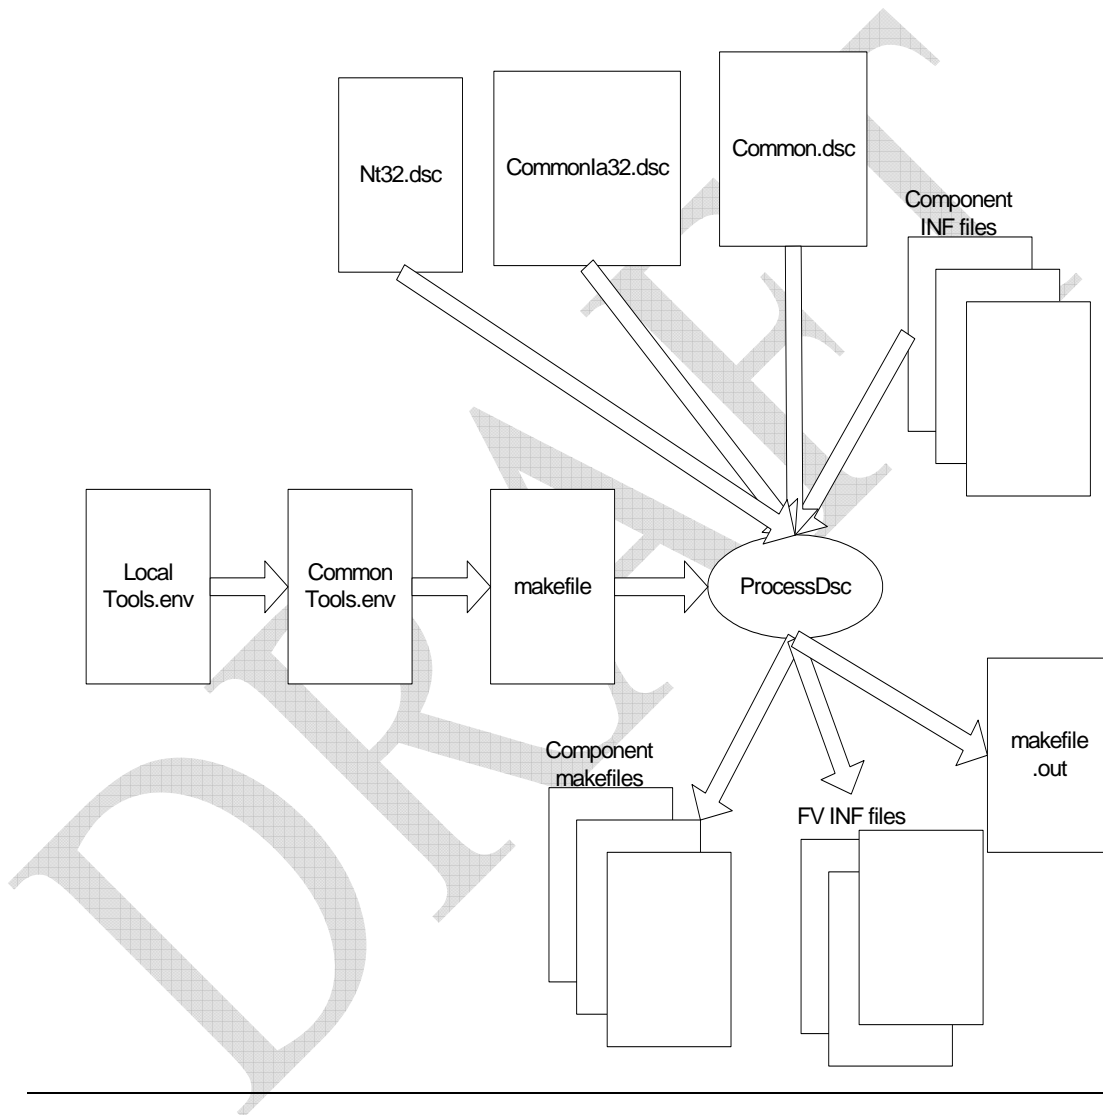 Nt32.dsc
CommonIa32.dsc
Common.dsc
Component
INF files
Local
Tools.env
Common
Tools.env
makefile
ProcessDsc
Component
makefiles
FV INF files
makefile
.out
DRAFT